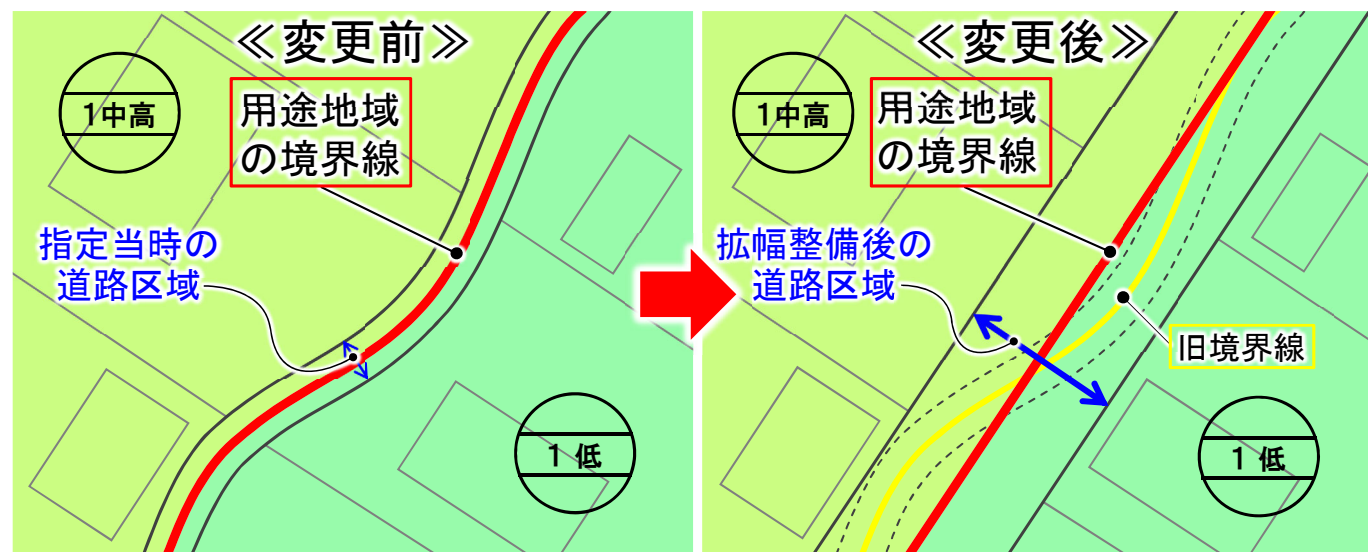 ≪変更前≫
1中高
用途地域
の境界線
指定当時の
道路区域
1 低
≪変更後≫
1中高
用途地域
の境界線
拡幅整備後の
道路区域
旧境界線
1 低